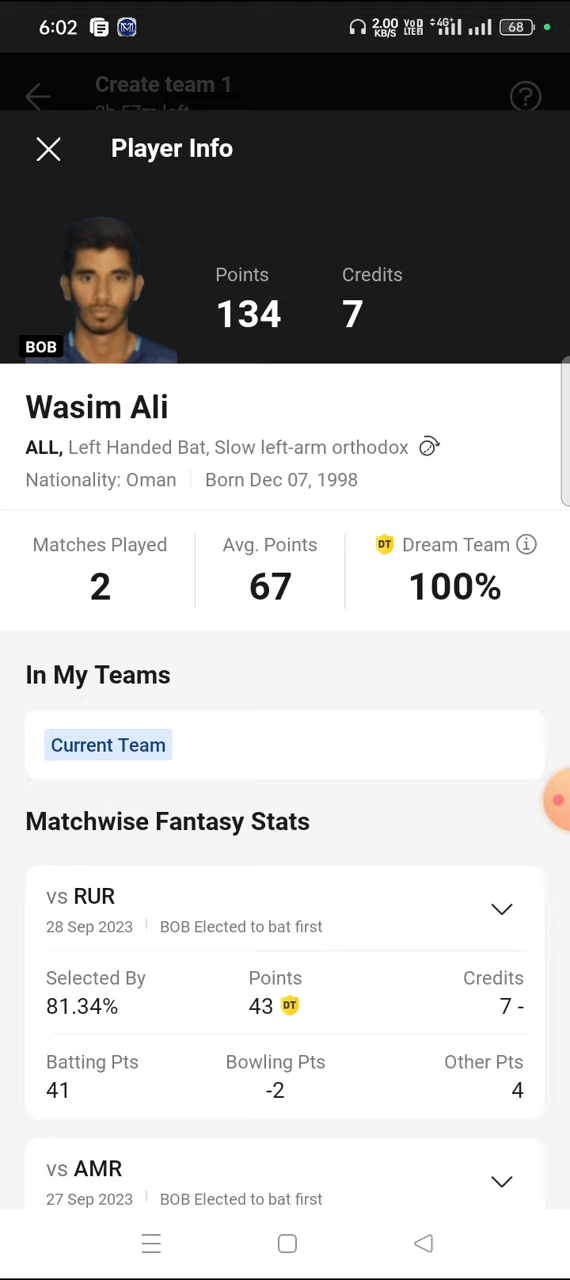 6:02 2.00 KB/S VoD LTE2 4G+ 68
Create team 1
Player Info
Points Credits
134 7
BOB
Wasim Ali
ALL, Left Handed Bat, Slow left-arm orthodox
Nationality: Oman Born Dec 07, 1998
Matches Played Avg. Points DT Dream Team
2 67 100%
In My Teams
Current Team
Matchwise Fantasy Stats
vs RUR
28 Sep 2023 BOB Elected to bat first
Selected By Points Credits
81.34% 43 DT 7 -
Batting Pts Bowling Pts Other Pts
41 -2 4
vs AMR
27 Sep 2023 BOB Elected to bat first